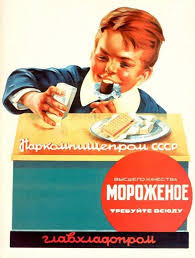 Наркомпищепром СССР
ВЫСШЕГО КАЧЕСТВА
МОРОЖЕНОЕ
ТРЕБУЙТЕ ВСЮДУ
главхладопром